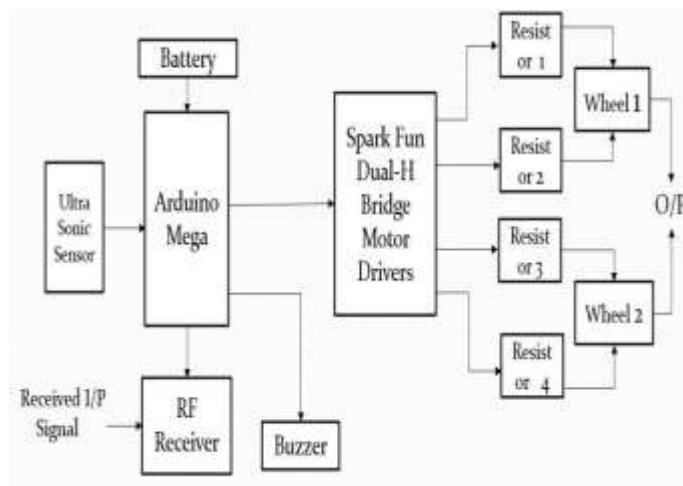 Battery
Ultra
Sonic
Sensor
Arduino
Mega
Received I/P
Signal
RF
Receiver
Buzzer
Spark Fun
Dual-H
Bridge
Motor
Drivers
Resist
or 1
Resist
or 2
Resist
or 3
Resist
or 4
Wheel 1
Wheel 2
O/P